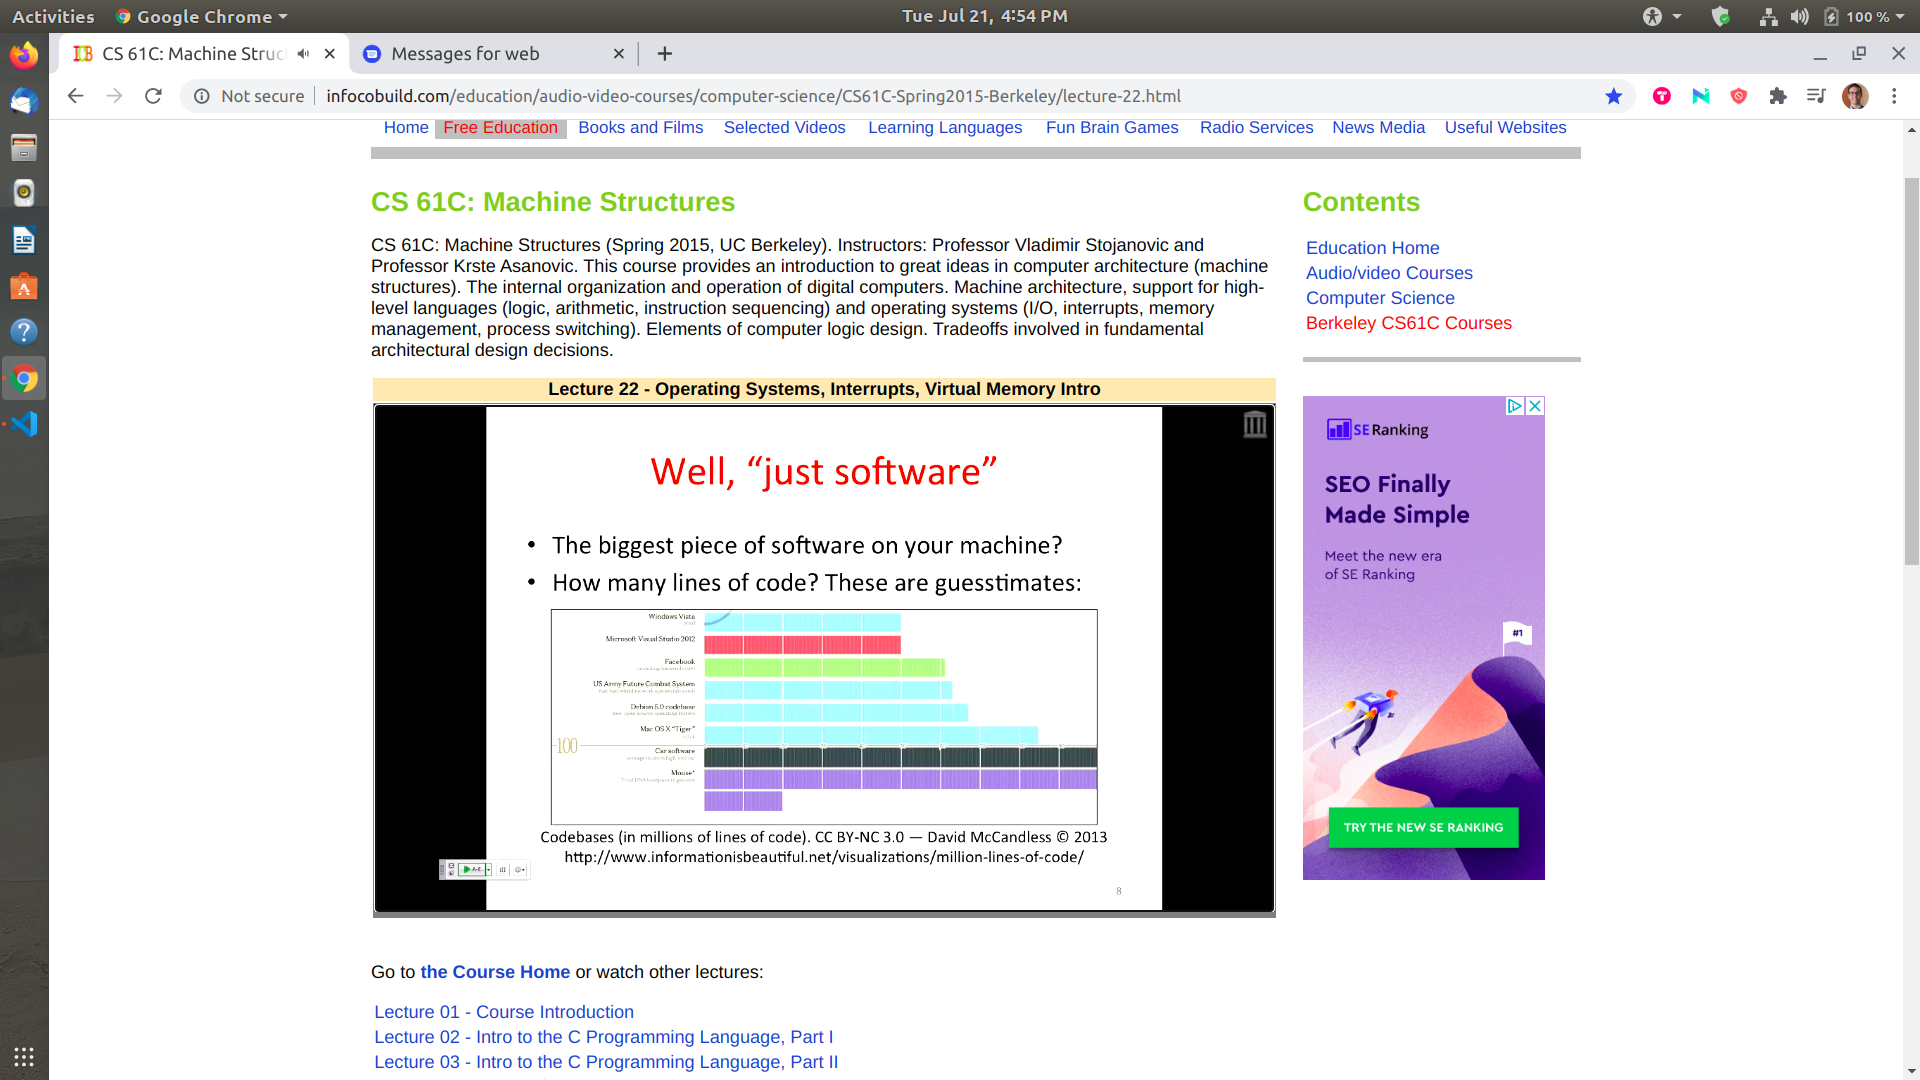 Activities
Google Chrome
Tue Jul 21, 4:54 PM
100 %
CS 61C: Machine Struc
Messages for web
Not secure
infocobuild.com/education/audio-video-courses/computer-science/CS61C-Spring2015-Berkeley/lecture-22.html
Home Free Education Books and Films Selected Videos Learning Languages Fun Brain Games Radio Services News Media Useful Websites
CS 61C: Machine Structures
CS 61C: Machine Structures (Spring 2015, UC Berkeley). Instructors: Professor Vladimir Stojanovic and
Professor Krste Asanovic. This course provides an introduction to great ideas in computer architecture (machine
structures). The internal organization and operation of digital computers. Machine architecture, support for high-
level languages (logic, arithmetic, instruction sequencing) and operating systems (I/O, interrupts, memory
management, process switching). Elements of computer logic design. Tradeoffs involved in fundamental
architectural design decisions.
Lecture 22 - Operating Systems, Interrupts, Virtual Memory Intro
Well, “just software”
• The biggest piece of software on your machine?
• How many lines of code? These are guesstimates:
Windows Vista
Microsoft Visual Studio 2012
Facebook
US Army Future Combat System
Debian 5.0 codebase
Mac OS X "Tiger"
100
Car software
Mouse*
Codebases (in millions of lines of code). CC BY-NC 3.0 — David McCandless © 2013
http://www.informationisbeautiful.net/visualizations/million-lines-of-code/
8
Go to the Course Home or watch other lectures:
Lecture 01 - Course Introduction
Lecture 02 - Intro to the C Programming Language, Part I
Lecture 03 - Intro to the C Programming Language, Part II
Contents
Education Home
Audio/video Courses
Computer Science
Berkeley CS61C Courses
SE Ranking
SEO Finally
Made Simple
Meet the new era
of SE Ranking
#1
TRY THE NEW SE RANKING